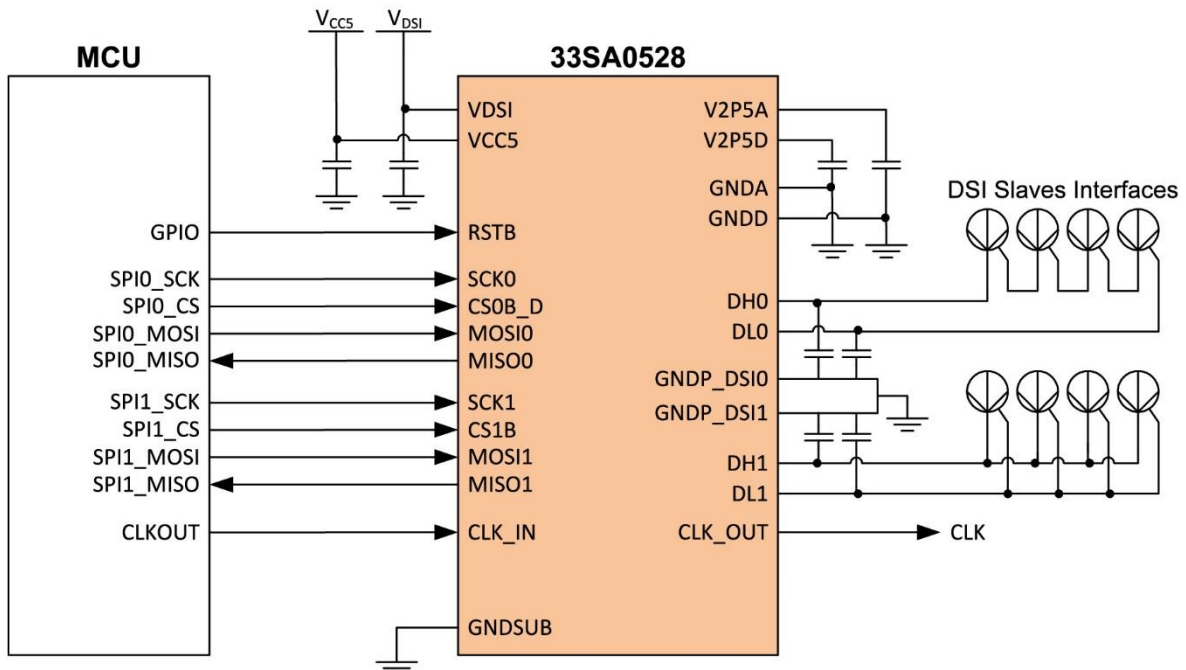 VCC5
VDSI
MCU
33SA0528
VDSI
VCC5
V2P5A
V2P5D
GNDA
GNDD
DSI Slaves Interfaces
GPIO
RSTB
SPI0_SCK
SCK0
SPI0_CS
CS0B_D
DH0
SPI0_MOSI
MOSI0
DL0
SPI0_MISO
MISO0
GNDP_DSI0
SPI1_SCK
SCK1
GNDP_DSI1
SPI1_CS
CS1B
SPI1_MOSI
MOSI1
DH1
SPI1_MISO
MISO1
DL1
CLKOUT
CLK_IN
CLK_OUT
CLK
GNDSUB